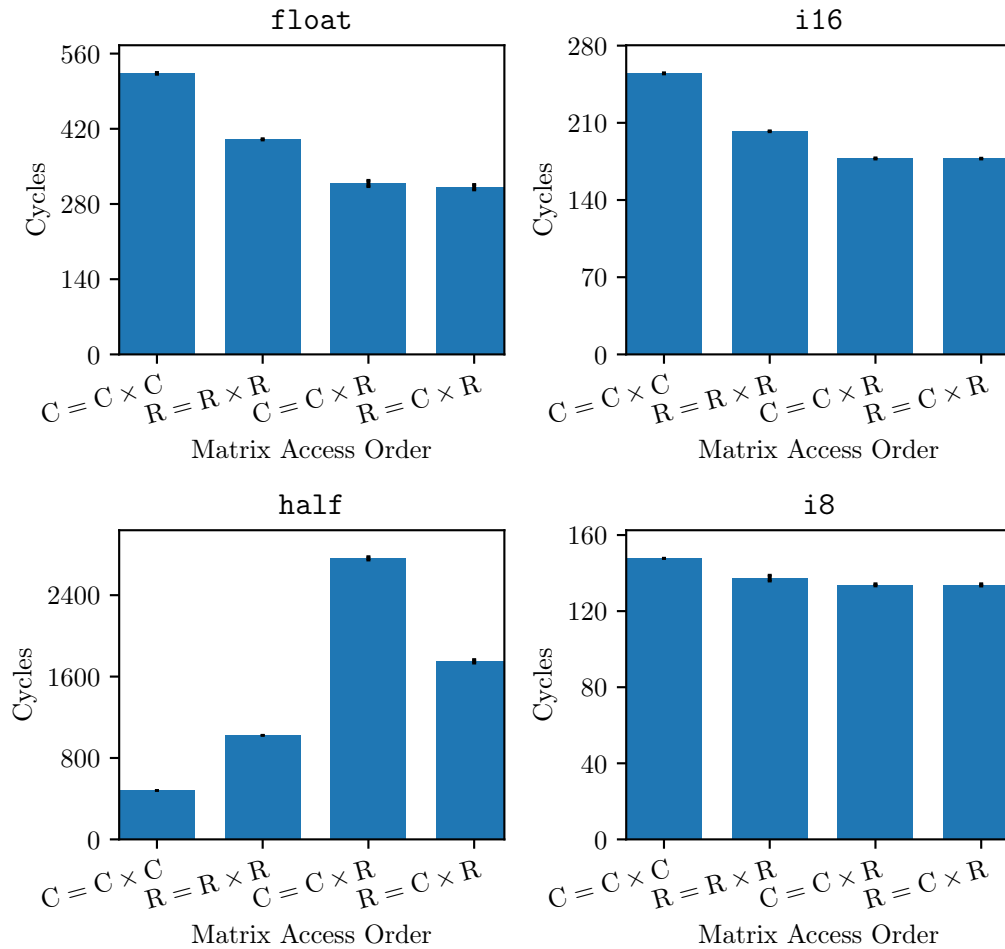 float
560
420
280
140
0
Cycles
C = C × C
R = R × R
C = C × R
R = C × R
Matrix Access Order
i16
280
210
140
70
0
Cycles
C = C × C
R = R × R
C = C × R
R = C × R
Matrix Access Order
half
2400
1600
800
0
Cycles
C = C × C
R = R × R
C = C × R
R = C × R
Matrix Access Order
i8
160
120
80
40
0
Cycles
C = C × C
R = R × R
C = C × R
R = C × R
Matrix Access Order